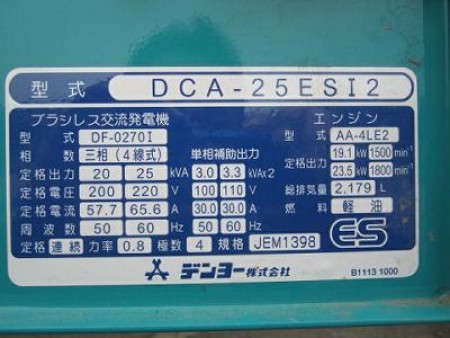 型式 DCA-25ESI2
ブラシレス交流発電機 エンジン
型式 DF-0270I 型式 AA-4LE2
相数 三相(4線式) 単相補助出力 定格出力 19.1 kW 1500 min⁻¹
定格出力 20 25 kVA 3.0 3.3 kVA×2 23.5 kW 1800 min⁻¹
定格電圧 200 220 V 100 110 V 総排気量 2.179 L
定格電流 57.7 65.6 A 30.0 30.0 A 燃料 軽油
周波数 50 60 Hz 50 60 Hz
定格 連続 力率 0.8 極数 4 規格 JEM1398 ES
デンヨー株式会社 B1113 1000